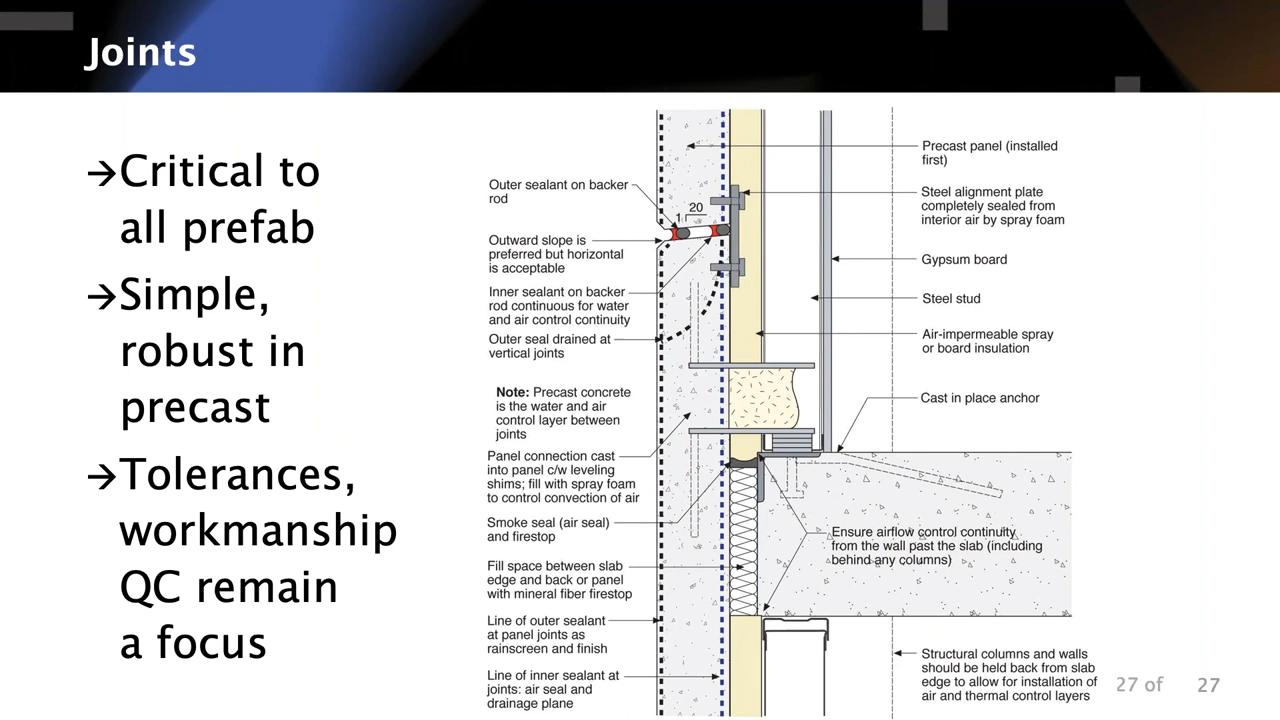 Joints
→Critical to
all prefab
→Simple,
robust in
precast
→Tolerances,
workmanship
QC remain
a focus
Outer sealant on backer
rod
1 20
Outward slope is
preferred but horizontal
is acceptable
Inner sealant on backer
rod continuous for water
and air control continuity
Outer seal drained at
vertical joints
Note: Precast concrete
is the water and air
control layer between
joints
Panel connection cast
into panel c/w leveling
shims; fill with spray foam
to control convection of air
Smoke seal (air seal)
and firestop
Fill space between slab
edge and back or panel
with mineral fiber firestop
Line of outer sealant
at panel joints as
rainscreen and finish
Line of inner sealant at
joints: air seal and
drainage plane
Precast panel (installed
first)
Steel alignment plate
completely sealed from
interior air by spray foam
Gypsum board
Steel stud
Air-impermeable spray
or board insulation
Cast in place anchor
Ensure airflow control continuity
from the wall past the slab (including
behind any columns)
Structural columns and walls
should be held back from slab
edge to allow for installation of
air and thermal control layers
27 of 27